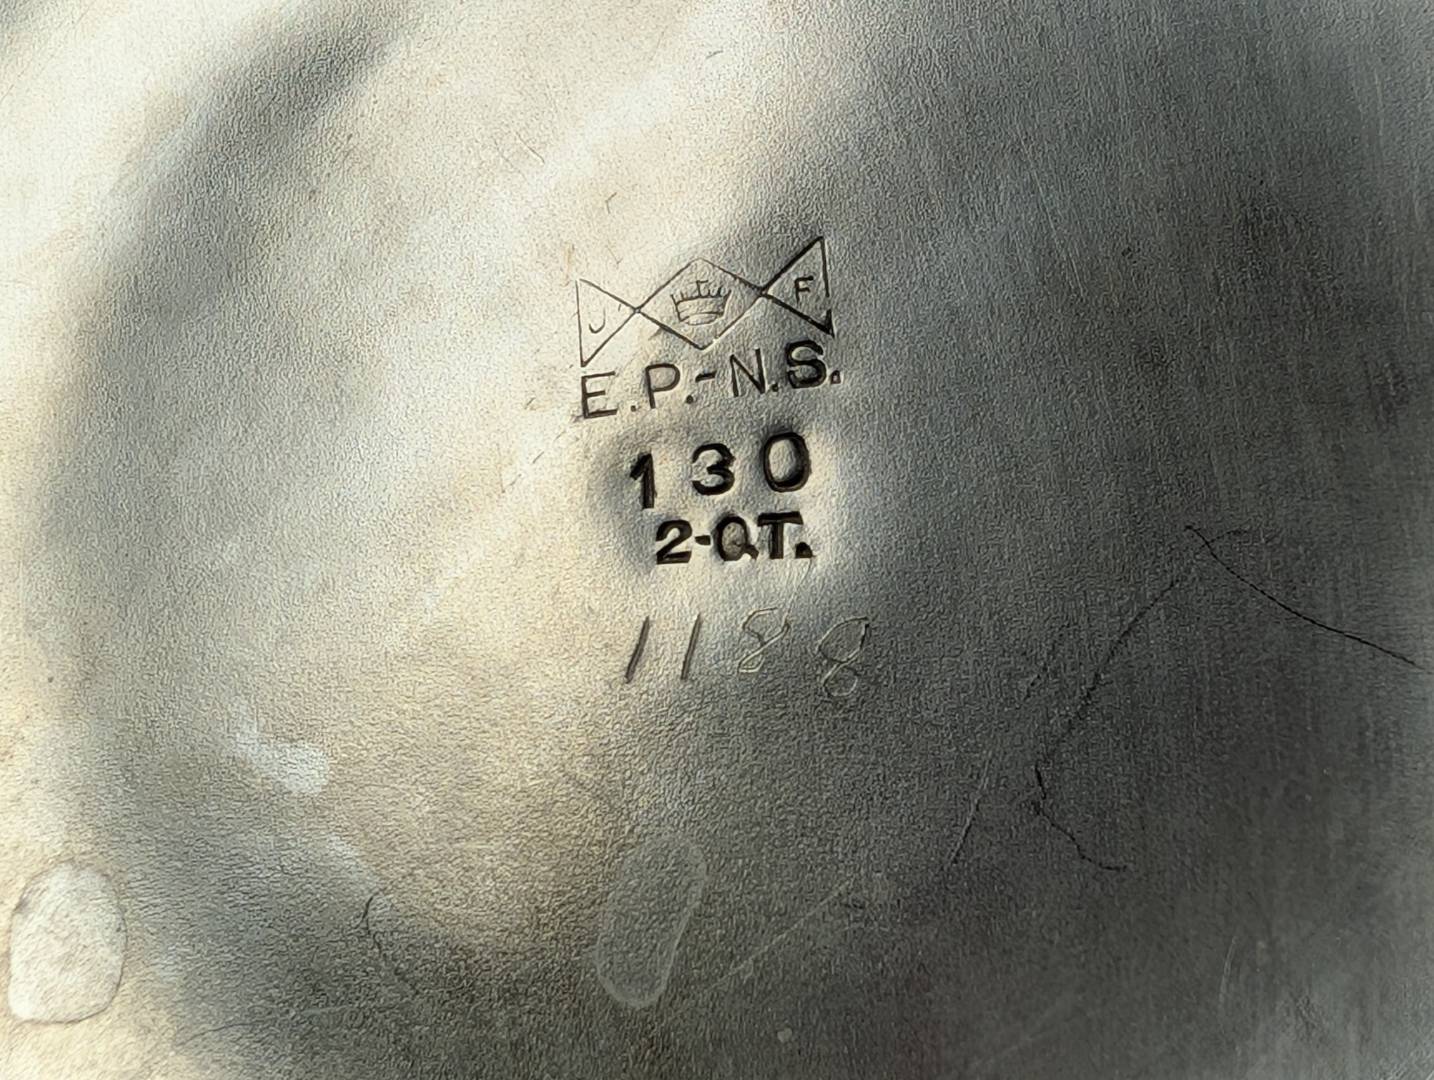 J F
E.P.-N.S.
130
2-QT.
1188